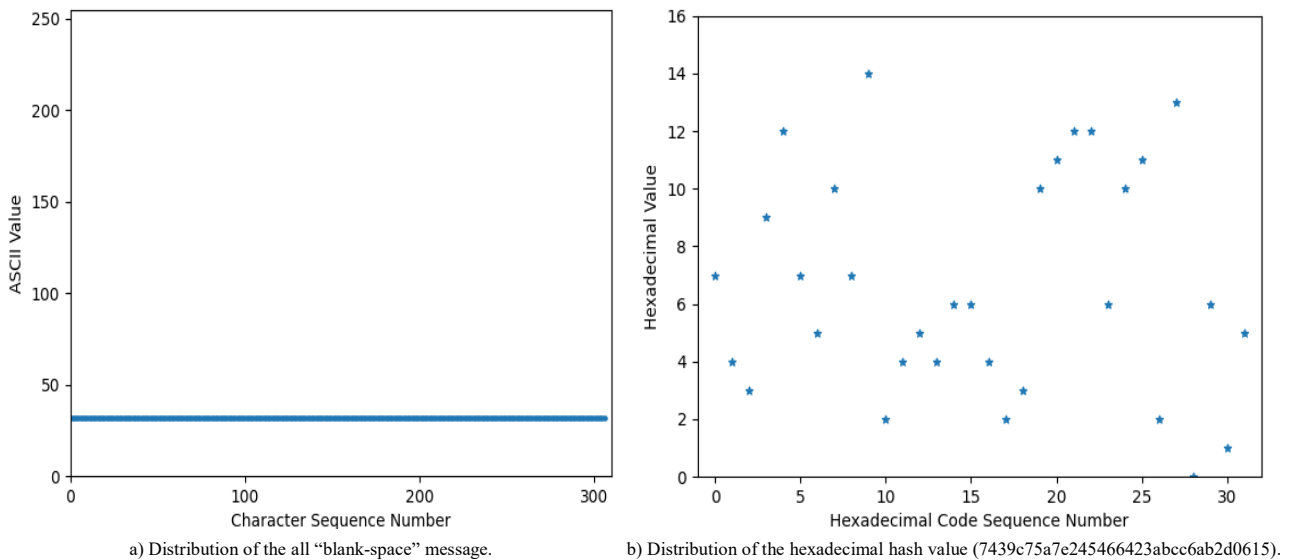 250
200
150
100
50
0
ASCII Value
0 100 200 300
Character Sequence Number
a) Distribution of the all “blank-space” message.
16
14
12
10
8
6
4
2
0
Hexadecimal Value
0 5 10 15 20 25 30
Hexadecimal Code Sequence Number
b) Distribution of the hexadecimal hash value (7439c75a7e245466423abcc6ab2d0615).